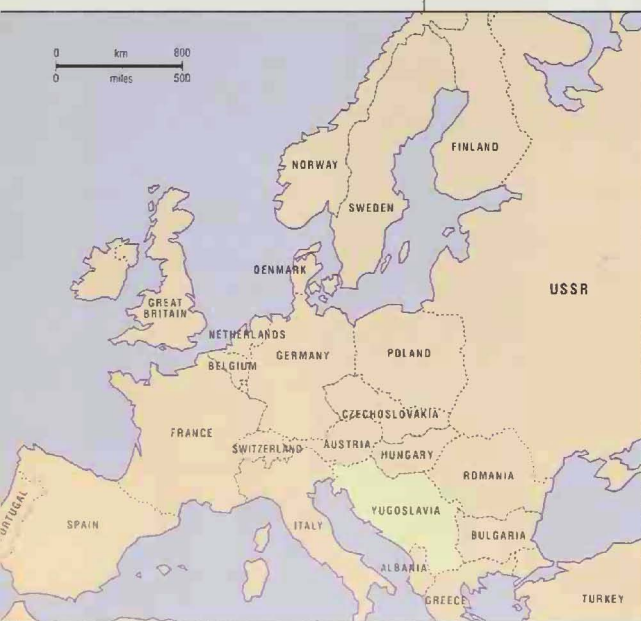 0 km 800
0 miles 500
NORWAY
FINLAND
SWEDEN
DENMARK
USSR
GREAT
BRITAIN
NETHERLANDS
GERMANY
POLAND
BELGIUM
CZECHOSLOVAKIA
FRANCE
SWITZERLAND
AUSTRIA
HUNGARY
ROMANIA
PORTUGAL
SPAIN
ITALY
YUGOSLAVIA
BULGARIA
ALBANIA
GREECE
TURKEY